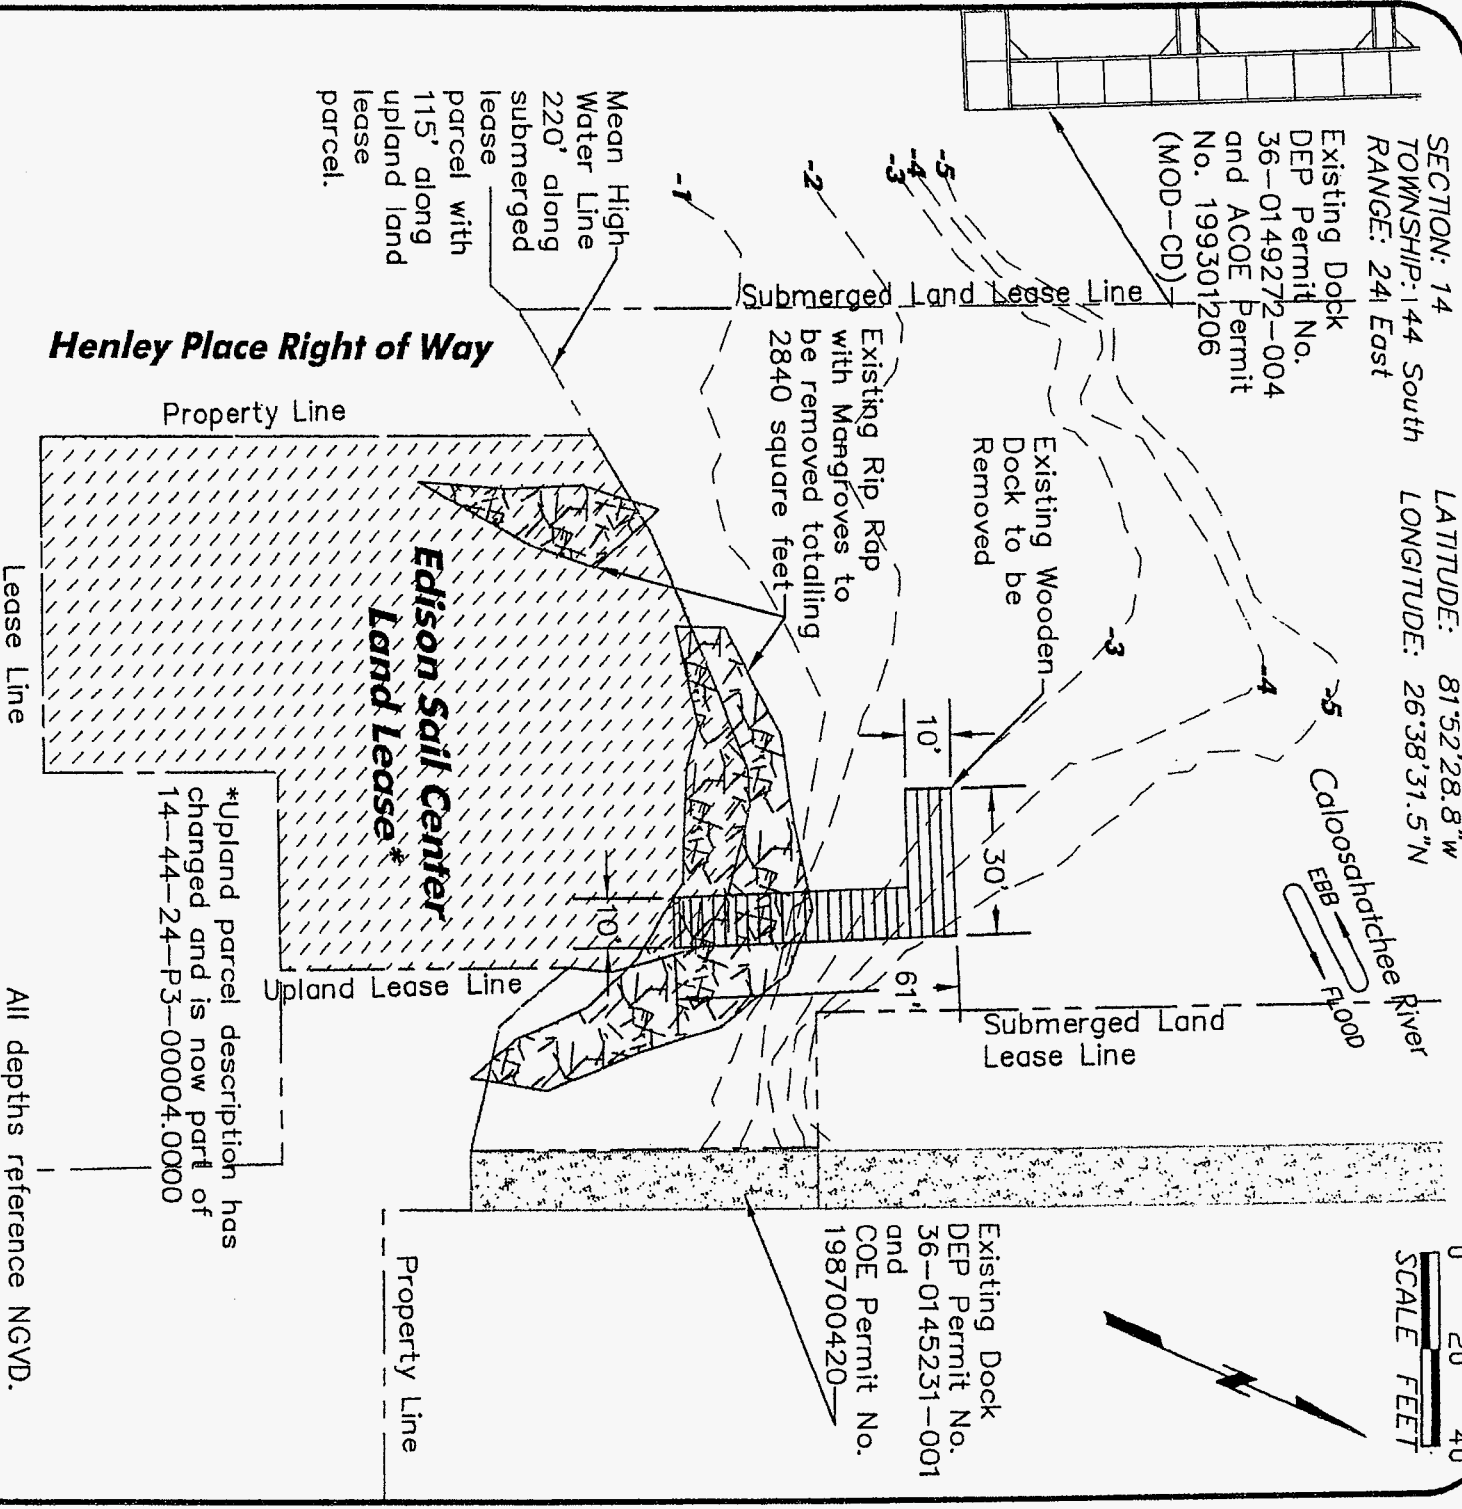 SECTION: 14
TOWNSHIP: 44 South
RANGE: 24 East
LATITUDE: 81°52'28.8"W
LONGITUDE: 26°38'31.5"N
0 20 40
SCALE FEET
Existing Dock
DEP Permit No.
36-0149272-004
and ACOE Permit
No. 199301206
(MOD-CD)
Caloosahatchee River
EBB
FLOOD
-5
-4
-3
-2
-1
-5
-4
-3
Submerged Land Lease Line
Mean High
Water Line
220' along
submerged
lease
parcel with
115' along
upland land
lease
parcel.
Existing Wooden
Dock to be
Removed
10'
30'
61'
10'
Existing Rip Rap
with Mangroves to
be removed totalling
2840 square feet
Submerged Land
Lease Line
Existing Dock
DEP Permit No.
36-0145231-001
and
COE Permit No.
198700420
Henley Place Right of Way
Property Line
Edison Sail Center
Land Lease*
Upland Lease Line
Property Line
*Upland parcel description has
changed and is now part of
14-44-24-P3-00004.0000
Lease Line
All depths reference NGVD.